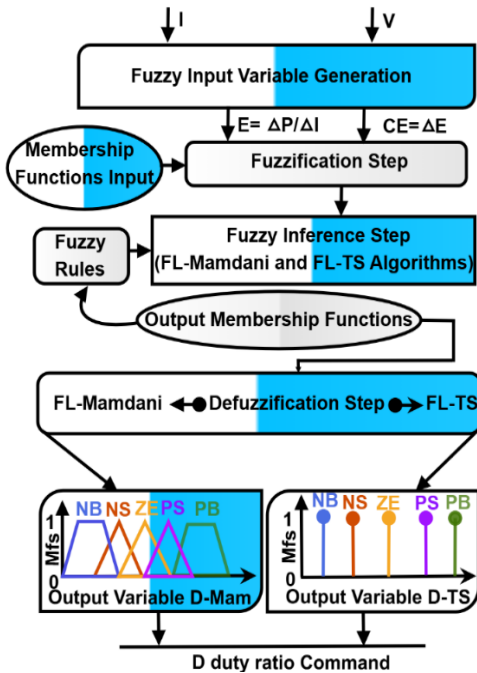 I V
Fuzzy Input Variable Generation
E= ΔP/ΔI CE=ΔE
Membership
Functions Input
Fuzzification Step
Fuzzy
Rules
Fuzzy Inference Step
(FL-Mamdani and FL-TS Algorithms)
Output Membership Functions
FL-Mamdani Defuzzification Step FL-TS
NB NS ZE PS PB
1
Mfs
0
Output Variable D-Mam
NB NS ZE PS PB
1
Mfs
0
Output Variable D-TS
D duty ratio Command